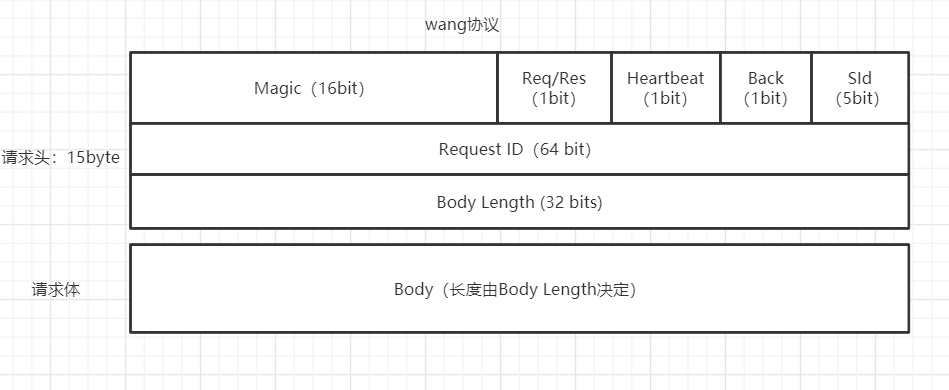 wang协议
Magic（16bit）
Req/Res
（1bit）
Heartbeat
（1bit）
Back
（1bit）
SId
（5bit）
请求头：15byte
Request ID（64 bit）
Body Length (32 bits)
请求体
Body（长度由Body Length决定）